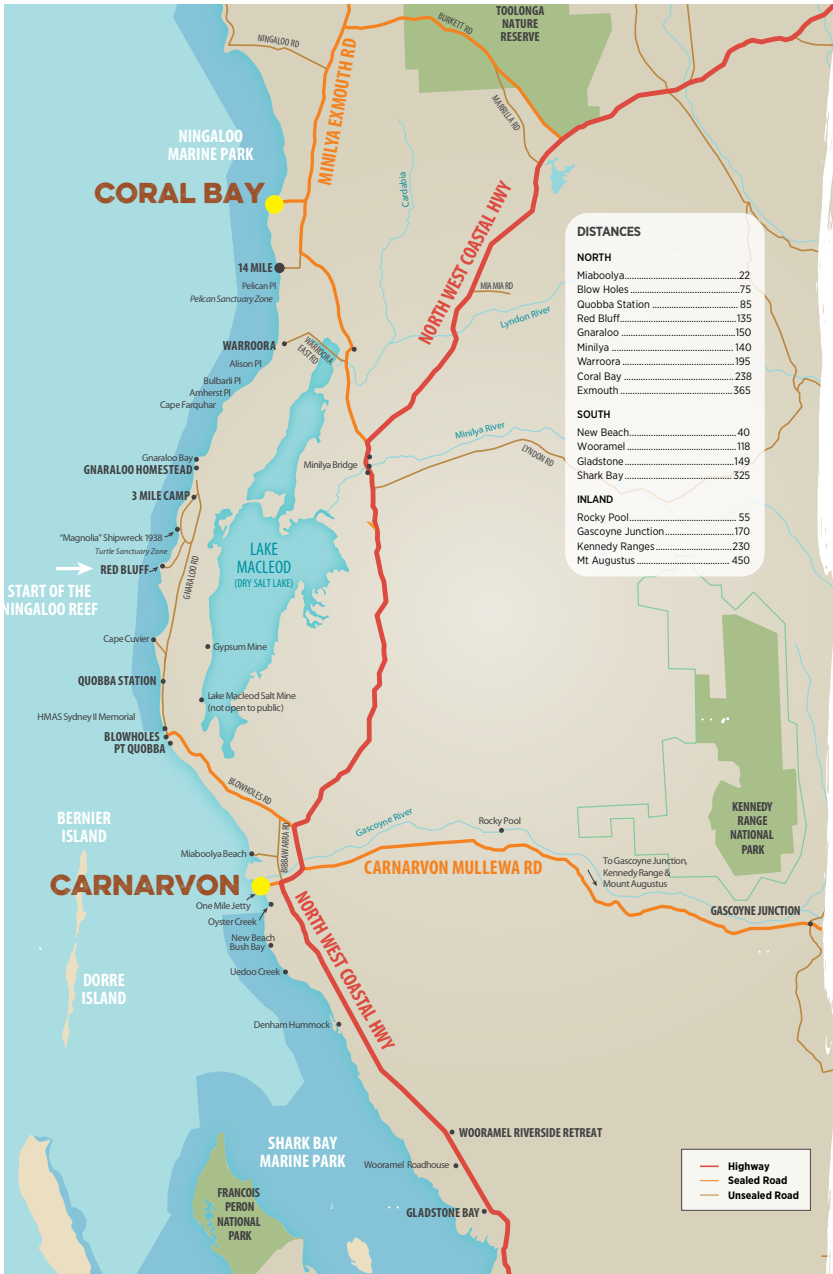 TOOLONGA
NATURE
RESERVE
BURKETT RD
NINGALOO RD
MINILYA EXMOUTH RD
MARRILLA RD
NINGALOO
MARINE PARK
CORAL BAY
Cardabia
NORTH WEST COASTAL HWY
14 MILE
Pelican Pl
Pelican Sanctuary Zone
MIA MIA RD
Lyndon River
WARROORA
WARROORA
EAST RD
Alison Pl
Bulbarli Pl
Amherst Pl
Cape Farquhar
Minilya River
LYNDON RD
Gnaraloo Bay
GNARALOO HOMESTEAD
Minilya Bridge
3 MILE CAMP
"Magnolia" Shipwreck 1938
Turtle Sanctuary Zone
RED BLUFF
START OF THE
NINGALOO REEF
GNARALOO RD
LAKE
MACLEOD
(DRY SALT LAKE)
Cape Cuvier
Gypsum Mine
QUOBBA STATION
Lake Macleod Salt Mine
(not open to public)
HMAS Sydney II Memorial
BLOWHOLES
PT QUOBBA
BLOWHOLES RD
DISTANCES
NORTH
Miaboolya.......................................22
Blow Holes.....................................75
Quobba Station ............................ 85
Red Bluff.......................................135
Gnaraloo ......................................150
Minilya ..........................................140
Warroora ......................................195
Coral Bay .....................................238
Exmouth ......................................365
SOUTH
New Beach.................................... 40
Wooramel .....................................118
Gladstone.....................................149
Shark Bay..................................... 325
INLAND
Rocky Pool.................................... 55
Gascoyne Junction.......................170
Kennedy Ranges...........................230
Mt Augustus ............................... 450
BERNIER
ISLAND
Gascoyne River
Rocky Pool
KENNEDY
RANGE
NATIONAL
PARK
Miaboolya Beach
BIBBAWARRA RD
CARNARVON MULLEWA RD
To Gascoyne Junction,
Kennedy Range &
Mount Augustus
CARNARVON
One Mile Jetty
Oyster Creek
GASCOYNE JUNCTION
New Beach
Bush Bay
NORTH WEST COASTAL HWY
Uedoo Creek
DORRE
ISLAND
Denham Hummock
SHARK BAY
MARINE PARK
WOORAMEL RIVERSIDE RETREAT
Wooramel Roadhouse
FRANCOIS
PERON
NATIONAL
PARK
GLADSTONE BAY
Highway
Sealed Road
Unsealed Road